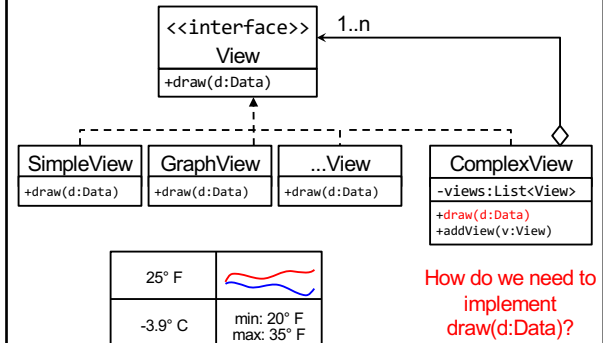 <<interface>>
View
+draw(d:Data)
1..n
SimpleView
+draw(d:Data)
GraphView
+draw(d:Data)
...View
+draw(d:Data)
ComplexView
-views:List<View>
+draw(d:Data)
+addView(v:View)
25° F
-3.9° C
min: 20° F
max: 35° F
How do we need to
implement
draw(d:Data)?